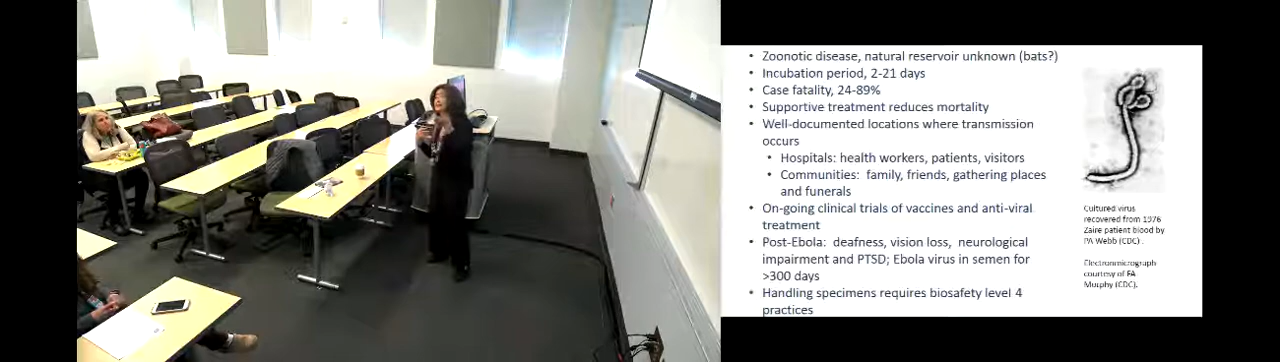 • Zoonotic disease, natural reservoir unknown (bats?)
• Incubation period, 2-21 days
• Case fatality, 24-89%
• Supportive treatment reduces mortality
• Well-documented locations where transmission
occurs
• Hospitals: health workers, patients, visitors
• Communities: family, friends, gathering places
and funerals
• On-going clinical trials of vaccines and anti-viral
treatment
• Post-Ebola: deafness, vision loss, neurological
impairment and PTSD; Ebola virus in semen for
>300 days
• Handling specimens requires biosafety level 4
practices
Cultured virus
recovered from 1976
Zaire patient blood by
PA Webb (CDC) .
Electronmicrograph
courtesy of FA
Murphy (CDC).